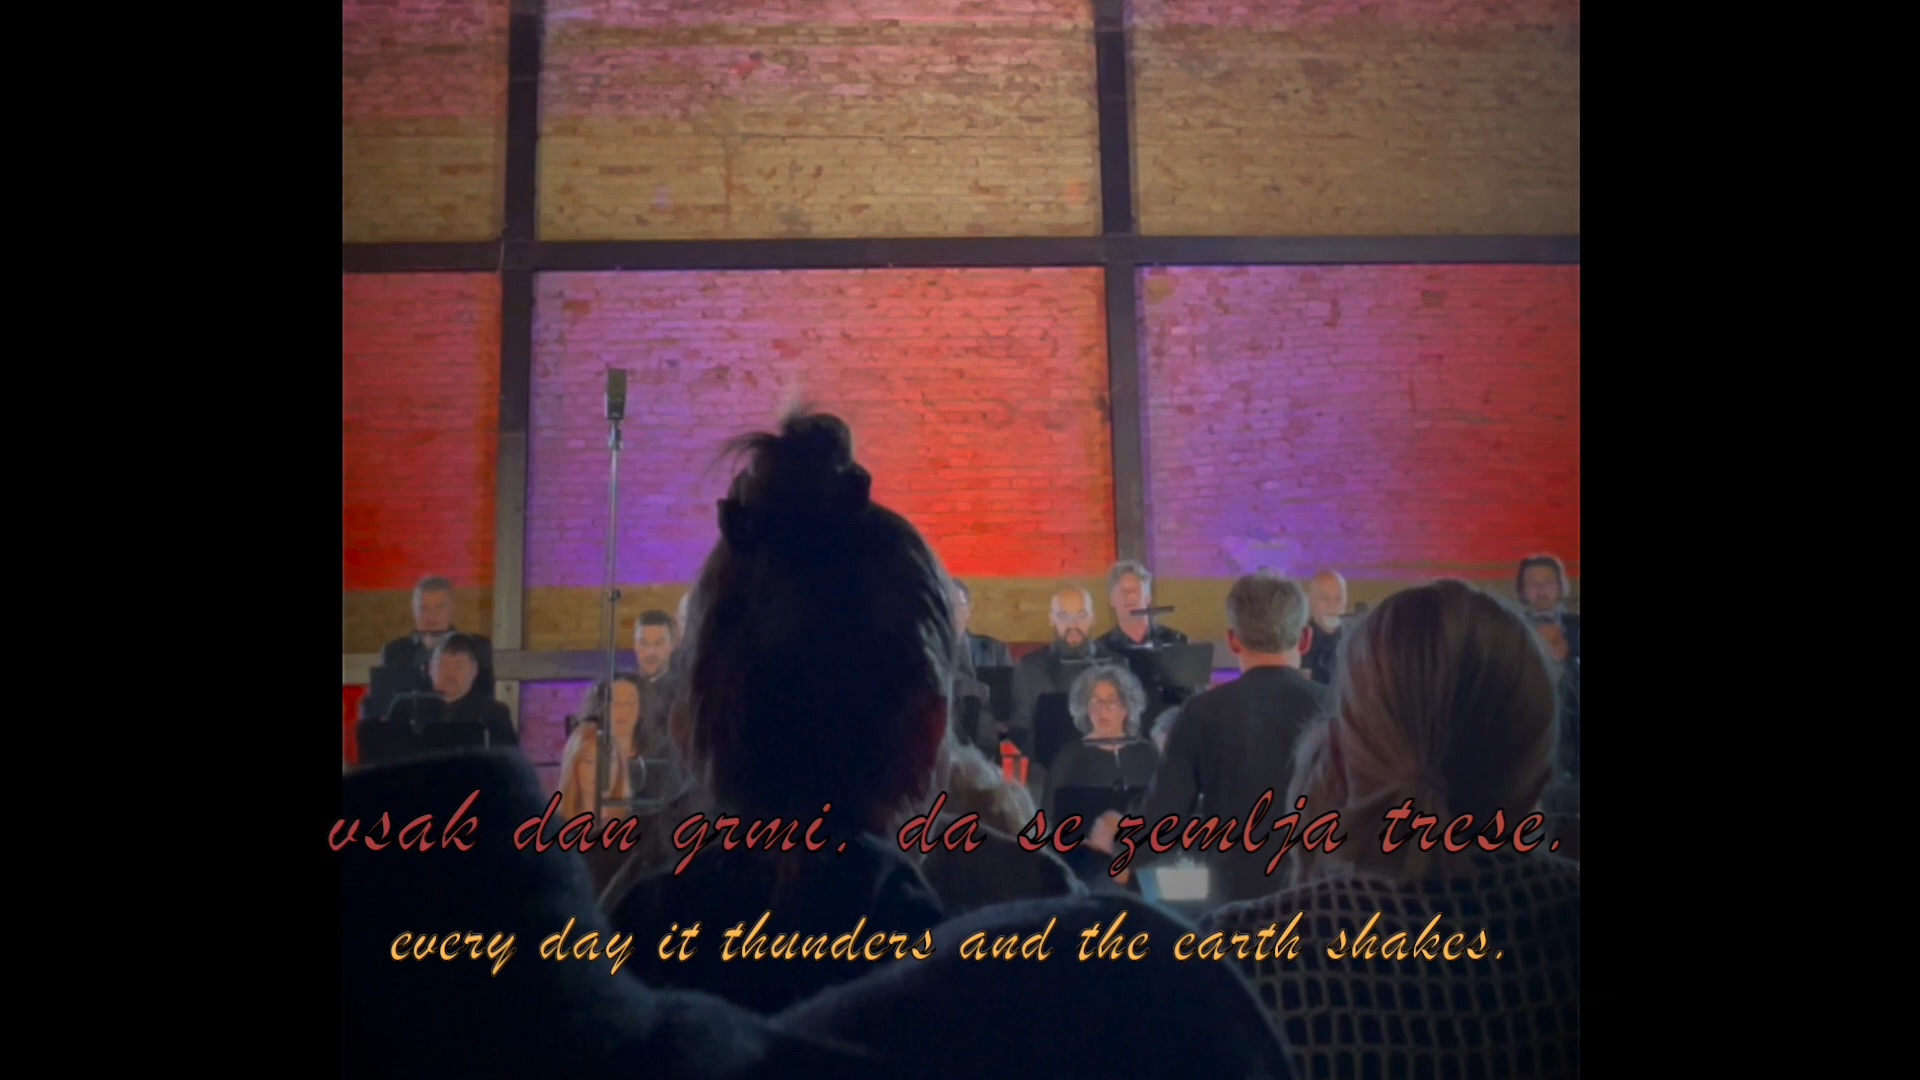 vsak dan grmi, da se zemlja trese.
every day it thunders and the earth shakes.